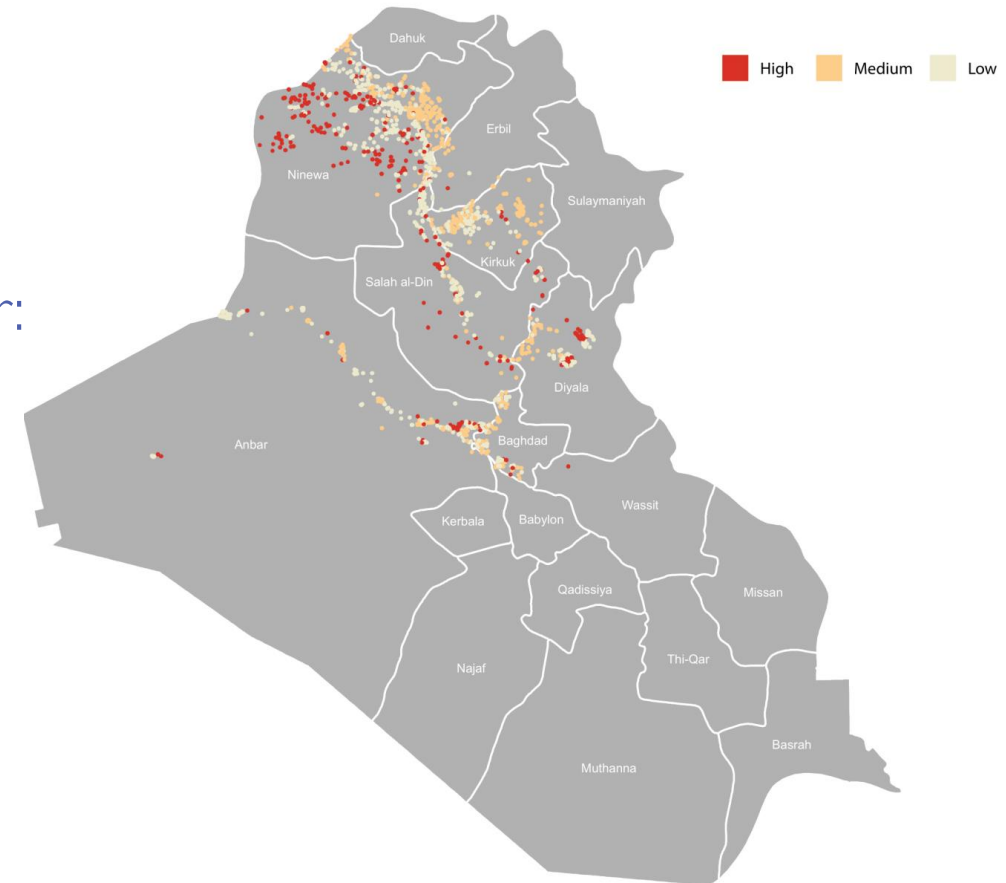 Dahuk
High Medium Low
Erbil
Ninewa
Sulaymaniyah
Kirkuk
Salah al-Din
r:
Diyala
Anbar
Baghdad
Wassit
Kerbala
Babylon
Qadissiya
Missan
Najaf
Thi-Qar
Basrah
Muthanna